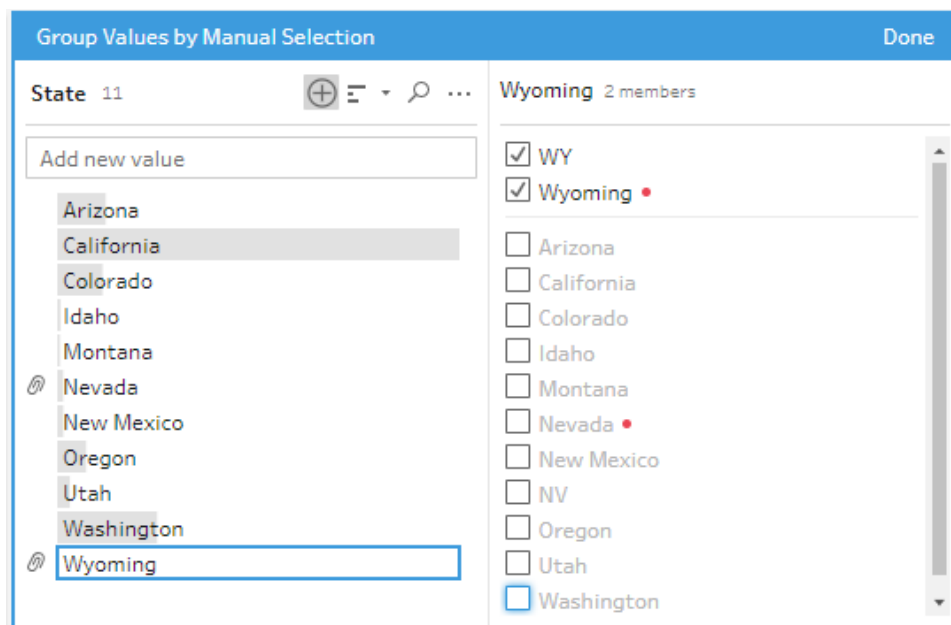 Group Values by Manual Selection Done
State 11
Add new value
Arizona
California
Colorado
Idaho
Montana
Nevada
New Mexico
Oregon
Utah
Washington
Wyoming
Wyoming 2 members
WY
Wyoming
Arizona
California
Colorado
Idaho
Montana
Nevada
New Mexico
NV
Oregon
Utah
Washington